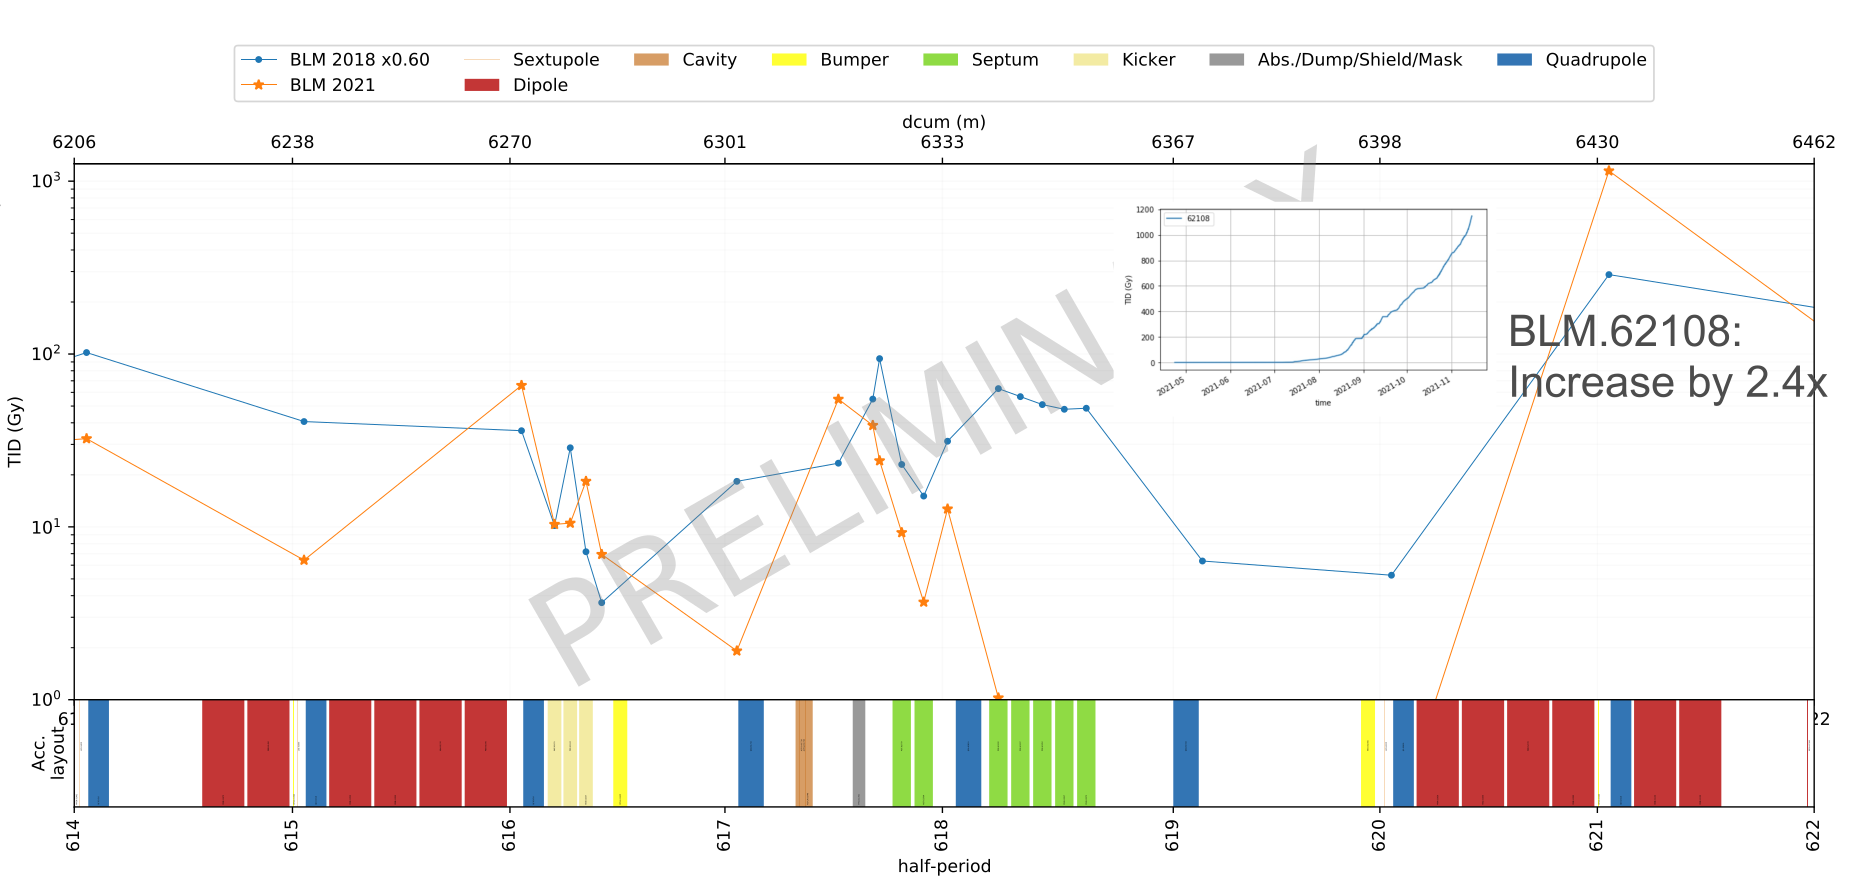 BLM 2018 x0.60
BLM 2021
Sextupole
Dipole
Cavity
Bumper
Septum
Kicker
Abs./Dump/Shield/Mask
Quadrupole
dcum (m)
6206 6238 6270 6301 6333 6367 6398 6430 6462
10³
10²
10¹
10⁰
TID (Gy)
PRELIMIN
Y
62108
1200
1000
800
600
400
200
0
TID (Gy)
2021-05 2021-06 2021-07 2021-08 2021-09 2021-10 2021-11
time
BLM.62108:
Increase by 2.4x
Acc.
layout
614 615 616 617 618 619 620 621 622
half-period